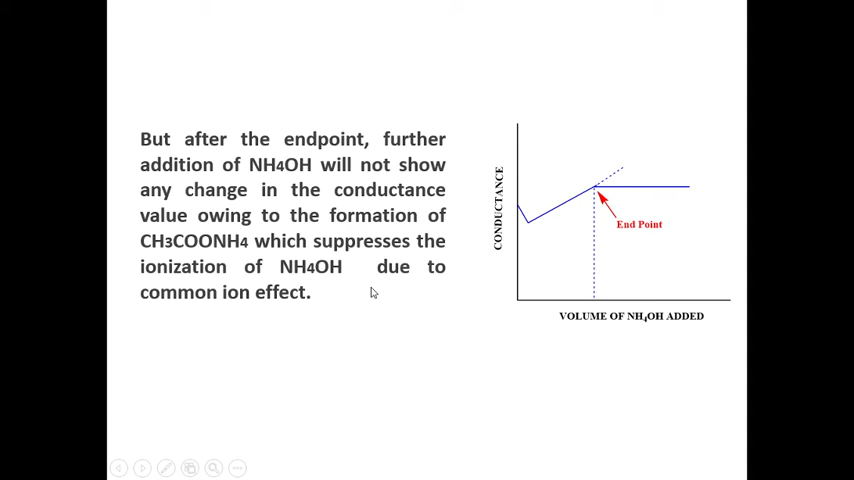 But after the endpoint, further
addition of NH4OH will not show
any change in the conductance
value owing to the formation of
CH3COONH4 which suppresses the
ionization of NH4OH due to
common ion effect.
CONDUCTANCE
End Point
VOLUME OF NH4OH ADDED